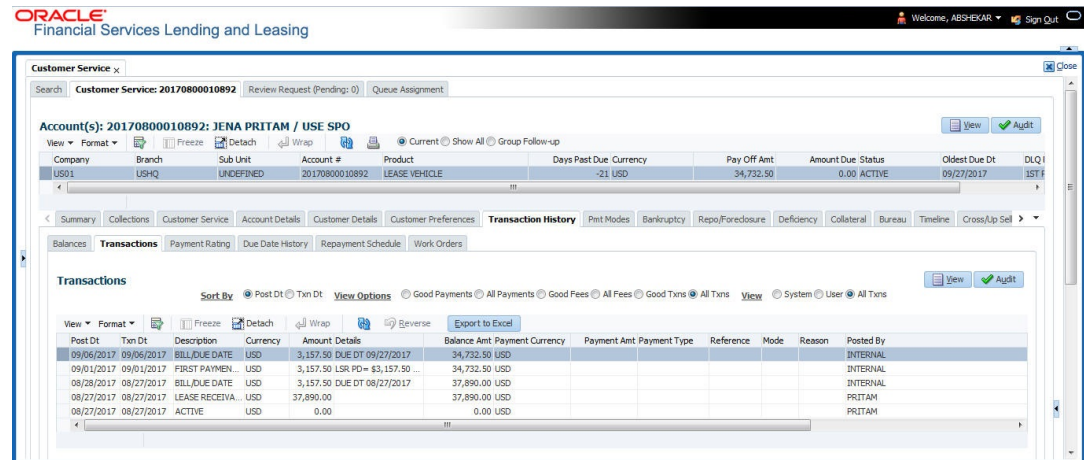 ORACLE®
Financial Services Lending and Leasing
Welcome, ABSHEKAR Sign Out
Customer Service x
Close
Search Customer Service: 20170800010892 Review Request (Pending: 0) Queue Assignment
Account(s): 20170800010892: JENA PRITAM / USE SPO
View Audit
View Format Freeze Detach Wrap Current Show All Group Follow-up
Company Branch Sub Unit Account # Product Days Past Due Currency Pay Off Amt Amount Due Status Oldest Due Dt DLQ
US01 USHQ UNDEFINED 20170800010892 LEASE VEHICLE -21 USD 34,732.50 0.00 ACTIVE 09/27/2017 1ST
Summary Collections Customer Service Account Details Customer Details Customer Preferences Transaction History Pmt Modes Bankruptcy Repo/Foreclosure Deficiency Collateral Bureau Timeline Cross/Up Sell
Balances Transactions Payment Rating Due Date History Repayment Schedule Work Orders
Transactions
View Audit
Sort By Post Dt Txn Dt View Options Good Payments All Payments Good Fees All Fees Good Txns All Txns View System User All Txns
View Format Freeze Detach Wrap Reverse Export to Excel
Post Dt Txn Dt Description Currency Amount Details Balance Amt Payment Currency Payment Amt Payment Type Reference Mode Reason Posted By
09/06/2017 09/06/2017 BILL/DUE DATE USD 3,157.50 DUE DT 09/27/2017 34,732.50 USD INTERNAL
09/01/2017 09/01/2017 FIRST PAYMEN... USD 3,157.50 LSR PD= $3,157.50 ... 34,732.50 USD INTERNAL
08/28/2017 08/27/2017 BILL/DUE DATE USD 3,157.50 DUE DT 08/27/2017 37,890.00 USD INTERNAL
08/27/2017 08/27/2017 LEASE RECEIVA... USD 37,890.00 37,890.00 USD PRITAM
08/27/2017 08/27/2017 ACTIVE USD 0.00 0.00 USD PRITAM